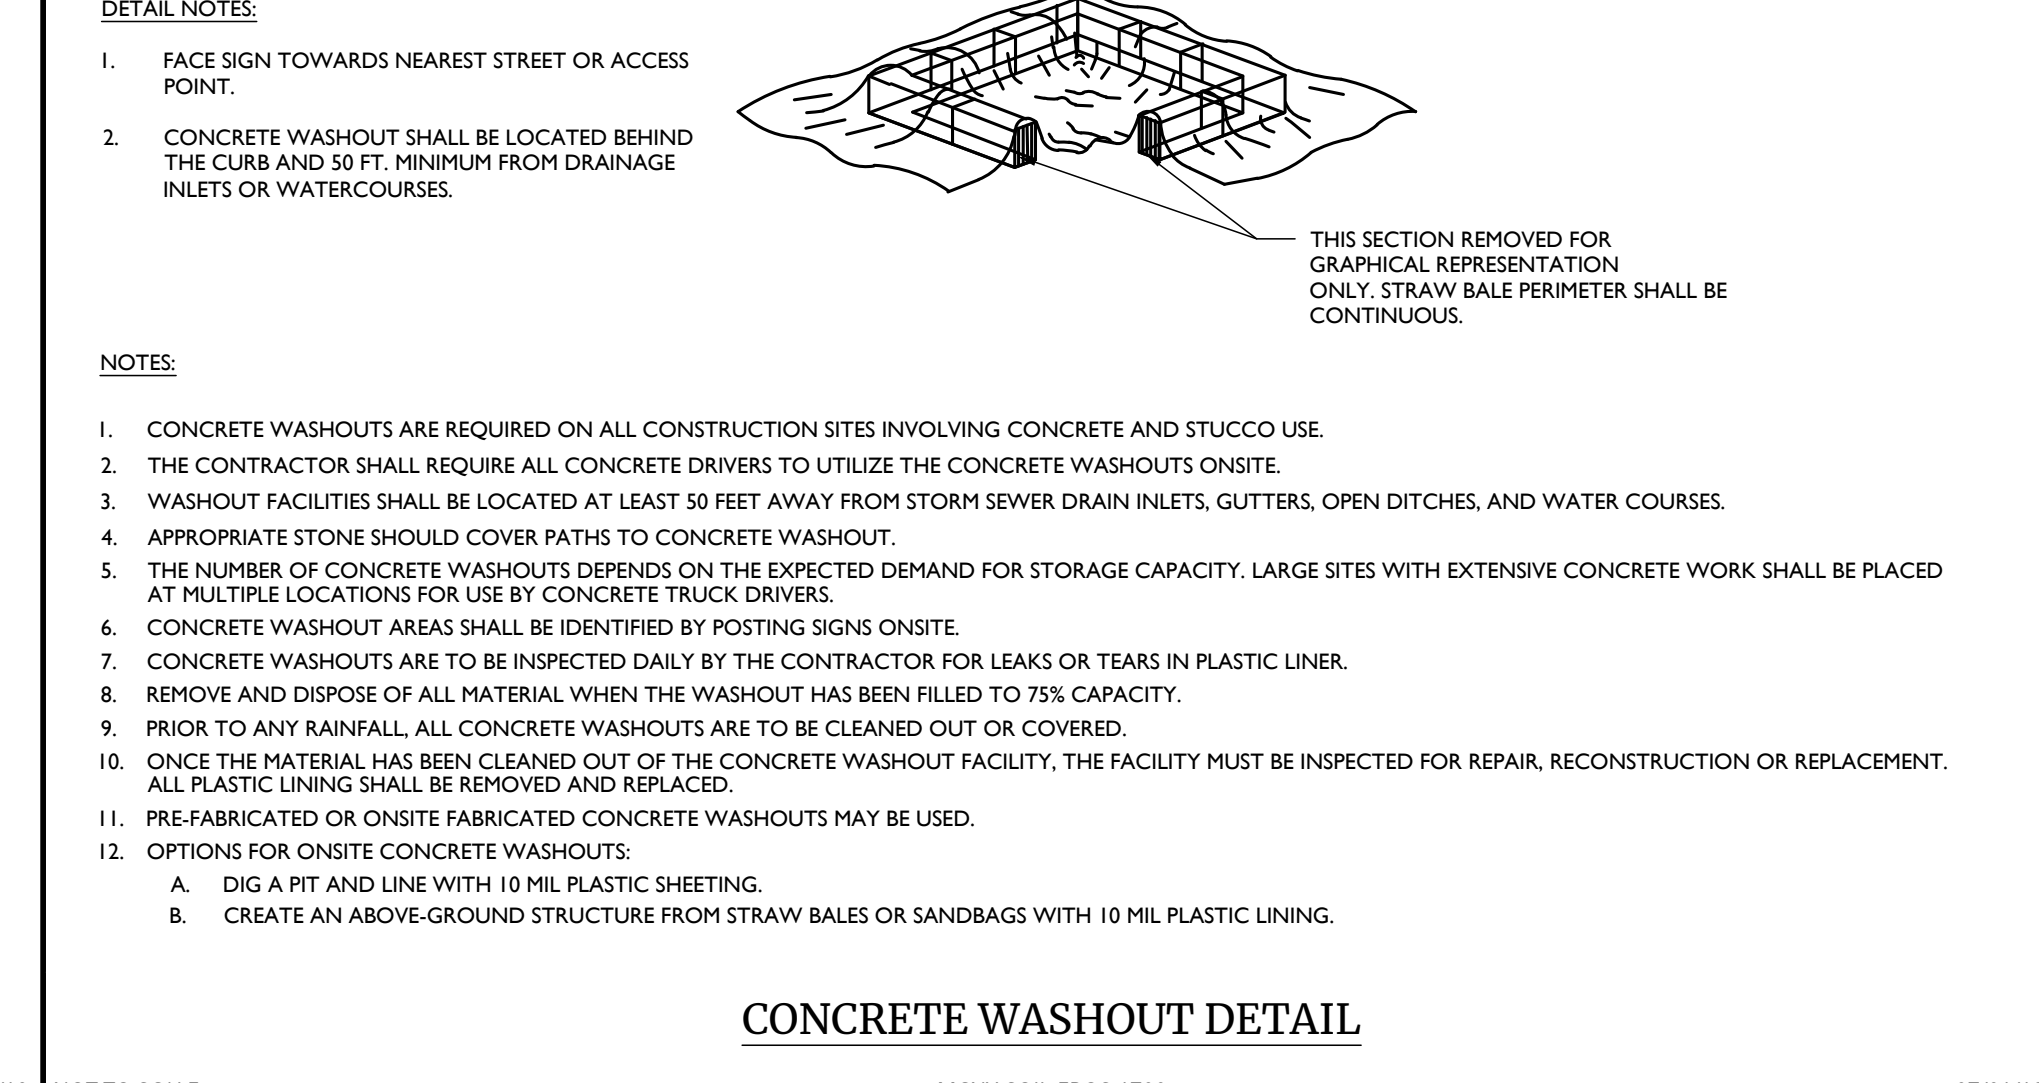 DETAIL NOTES:
1. FACE SIGN TOWARDS NEAREST STREET OR ACCESS
POINT.
2. CONCRETE WASHOUT SHALL BE LOCATED BEHIND
THE CURB AND 50 FT. MINIMUM FROM DRAINAGE
INLETS OR WATERCOURSES.
THIS SECTION REMOVED FOR
GRAPHICAL REPRESENTATION
ONLY. STRAW BALE PERIMETER SHALL BE
CONTINUOUS.
NOTES:
1. CONCRETE WASHOUTS ARE REQUIRED ON ALL CONSTRUCTION SITES INVOLVING CONCRETE AND STUCCO USE.
2. THE CONTRACTOR SHALL REQUIRE ALL CONCRETE DRIVERS TO UTILIZE THE CONCRETE WASHOUTS ONSITE.
3. WASHOUT FACILITIES SHALL BE LOCATED AT LEAST 50 FEET AWAY FROM STORM SEWER DRAIN INLETS, GUTTERS, OPEN DITCHES, AND WATER COURSES.
4. APPROPRIATE STONE SHOULD COVER PATHS TO CONCRETE WASHOUT.
5. THE NUMBER OF CONCRETE WASHOUTS DEPENDS ON THE EXPECTED DEMAND FOR STORAGE CAPACITY. LARGE SITES WITH EXTENSIVE CONCRETE WORK SHALL BE PLACED
AT MULTIPLE LOCATIONS FOR USE BY CONCRETE TRUCK DRIVERS.
6. CONCRETE WASHOUT AREAS SHALL BE IDENTIFIED BY POSTING SIGNS ONSITE.
7. CONCRETE WASHOUTS ARE TO BE INSPECTED DAILY BY THE CONTRACTOR FOR LEAKS OR TEARS IN PLASTIC LINER.
8. REMOVE AND DISPOSE OF ALL MATERIAL WHEN THE WASHOUT HAS BEEN FILLED TO 75% CAPACITY.
9. PRIOR TO ANY RAINFALL, ALL CONCRETE WASHOUTS ARE TO BE CLEANED OUT OR COVERED.
10. ONCE THE MATERIAL HAS BEEN CLEANED OUT OF THE CONCRETE WASHOUT FACILITY, THE FACILITY MUST BE INSPECTED FOR REPAIR, RECONSTRUCTION OR REPLACEMENT.
ALL PLASTIC LINING SHALL BE REMOVED AND REPLACED.
11. PRE-FABRICATED OR ONSITE FABRICATED CONCRETE WASHOUTS MAY BE USED.
12. OPTIONS FOR ONSITE CONCRETE WASHOUTS:
A. DIG A PIT AND LINE WITH 10 MIL PLASTIC SHEETING.
B. CREATE AN ABOVE-GROUND STRUCTURE FROM STRAW BALES OR SANDBAGS WITH 10 MIL PLASTIC LINING.
CONCRETE WASHOUT DETAIL